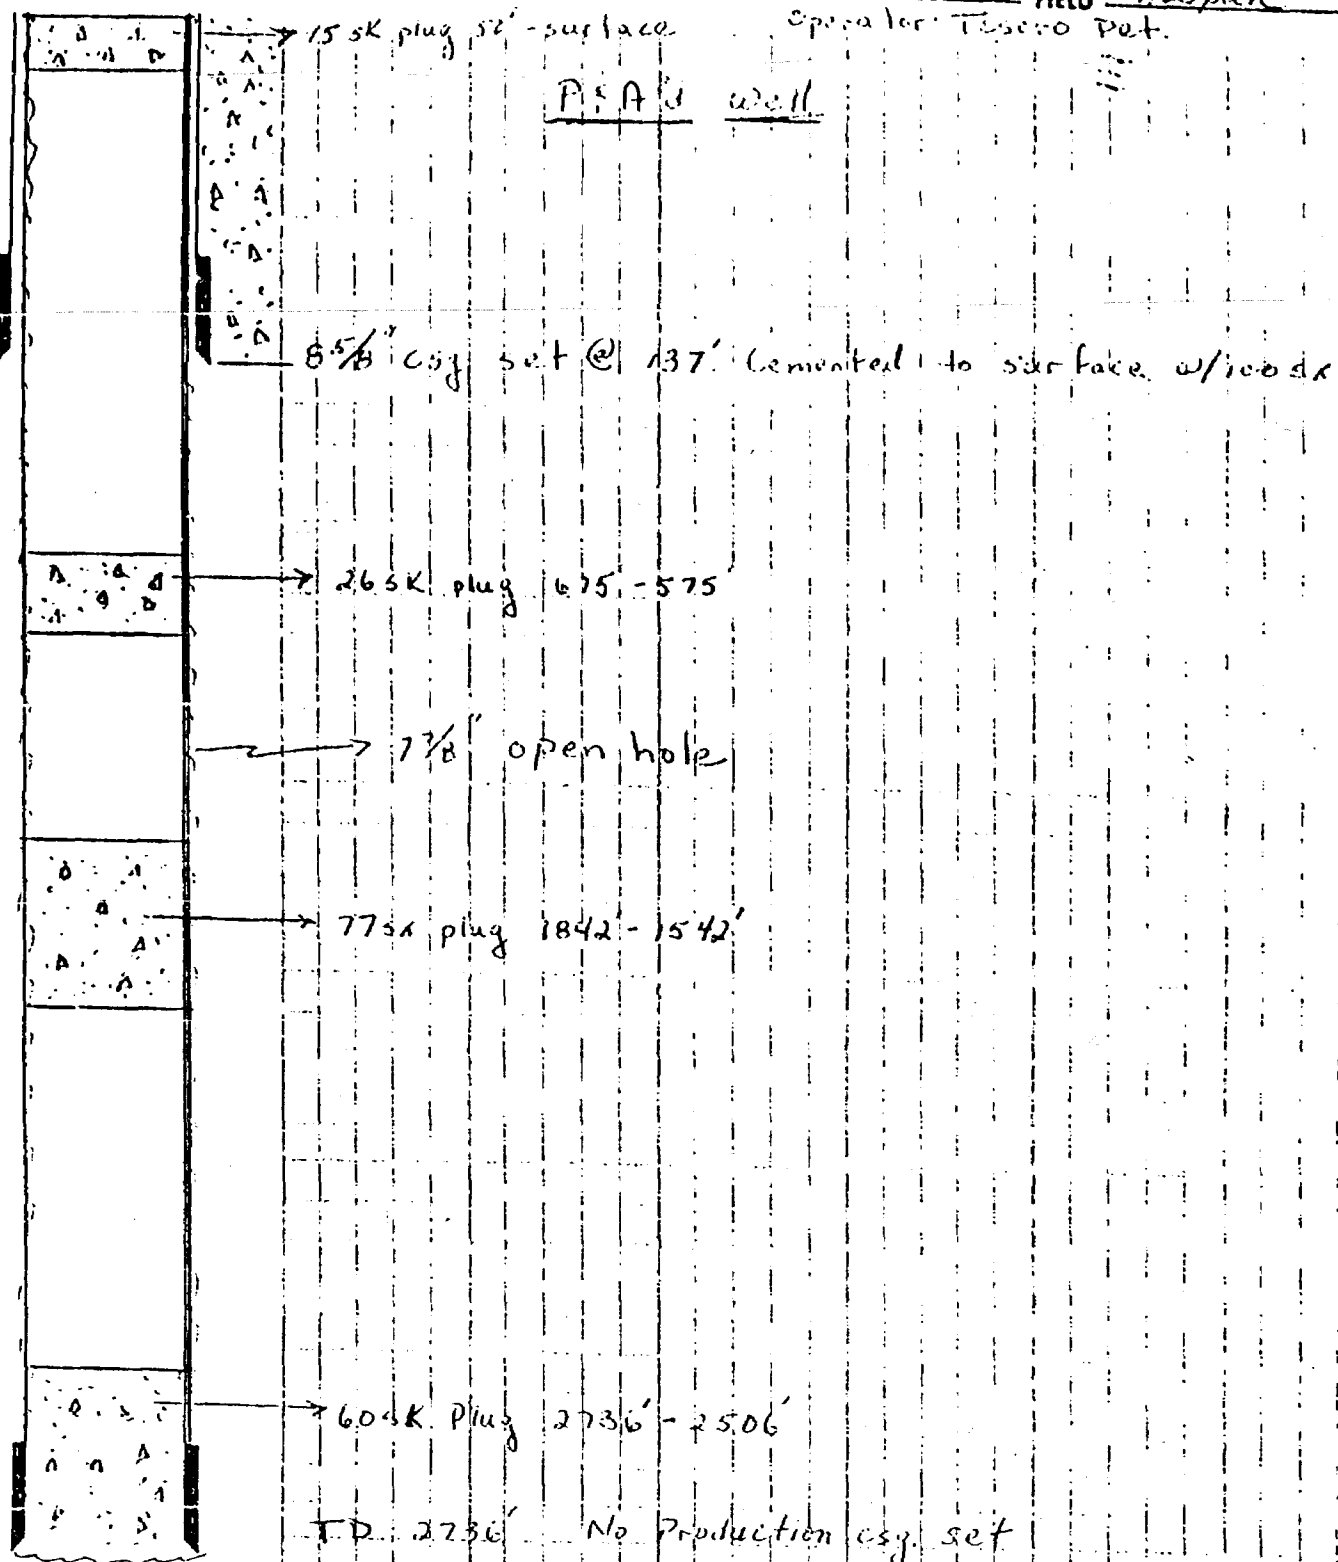 FIELD
Operator: Tesoro Pet.
15 sk plug 52' - surface
P & A'd well
8 5/8" csg set @ 137' Cemented to surface w/100 sx
26 sk plug 675' - 575'
7 7/8" open hole
77 sx plug 1842' - 1542'
60 sk Plug 2736' - 2506'
TD 2736' No Production csg. set